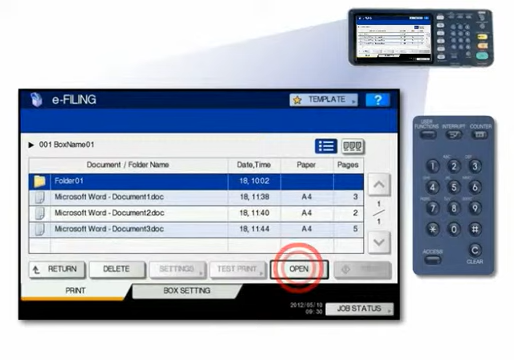 e-FILING
TEMPLATE
?
001 BoxName01
Document / Folder Name Date,Time Paper Pages
Folder01 18, 10:02
Microsoft Word - Document1.doc 18, 11:38 A4 3
Microsoft Word - Document2.doc 18, 11:40 A4 2
Microsoft Word - Document3.doc 18, 11:44 A4 5
1
1
RETURN DELETE SETTINGS TEST PRINT OPEN
PRINT BOX SETTING
2012/05/10
09:30
JOB STATUS
USER
FUNCTIONS INTERRUPT COUNTER
1 2 3
4 5 6
7 8 9
* 0 #
ACCESS C
CLEAR